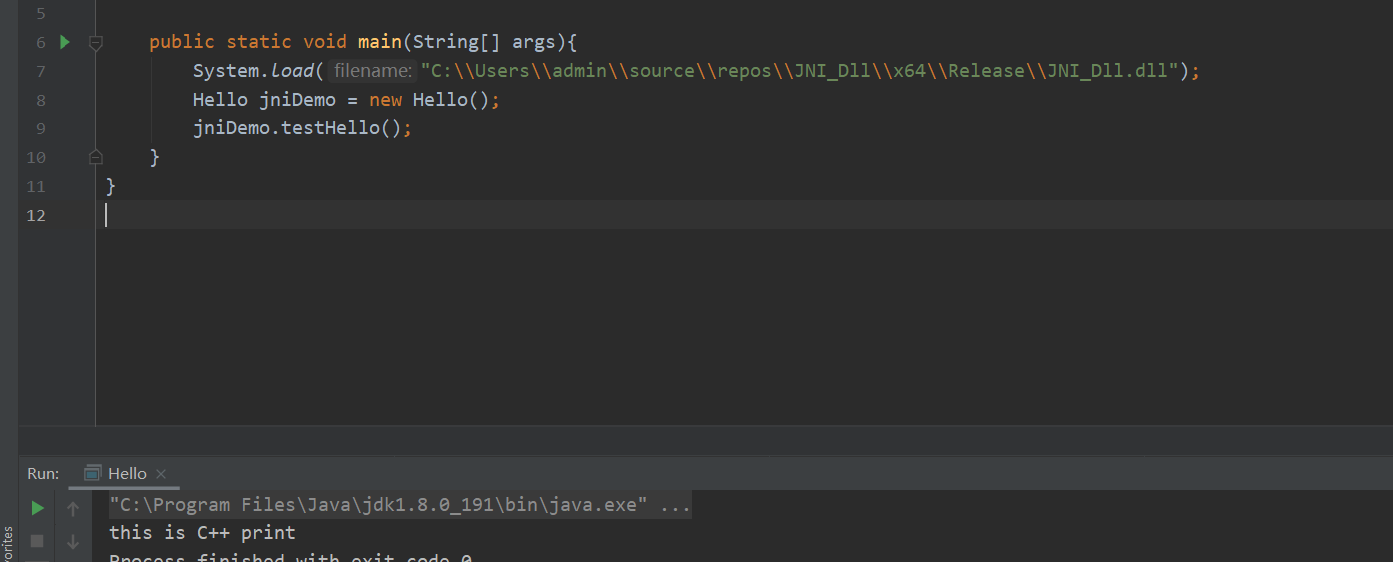 5
6 public static void main(String[] args){
7 System.load( filename: "C:\\Users\\admin\\source\\repos\\JNI_Dll\\x64\\Release\\JNI_Dll.dll");
8 Hello jniDemo = new Hello();
9 jniDemo.testHello();
10 }
11 }
12
Run: Hello
"C:\Program Files\Java\jdk1.8.0_191\bin\java.exe" ...
this is C++ print
Process finished with exit code 0
vorites